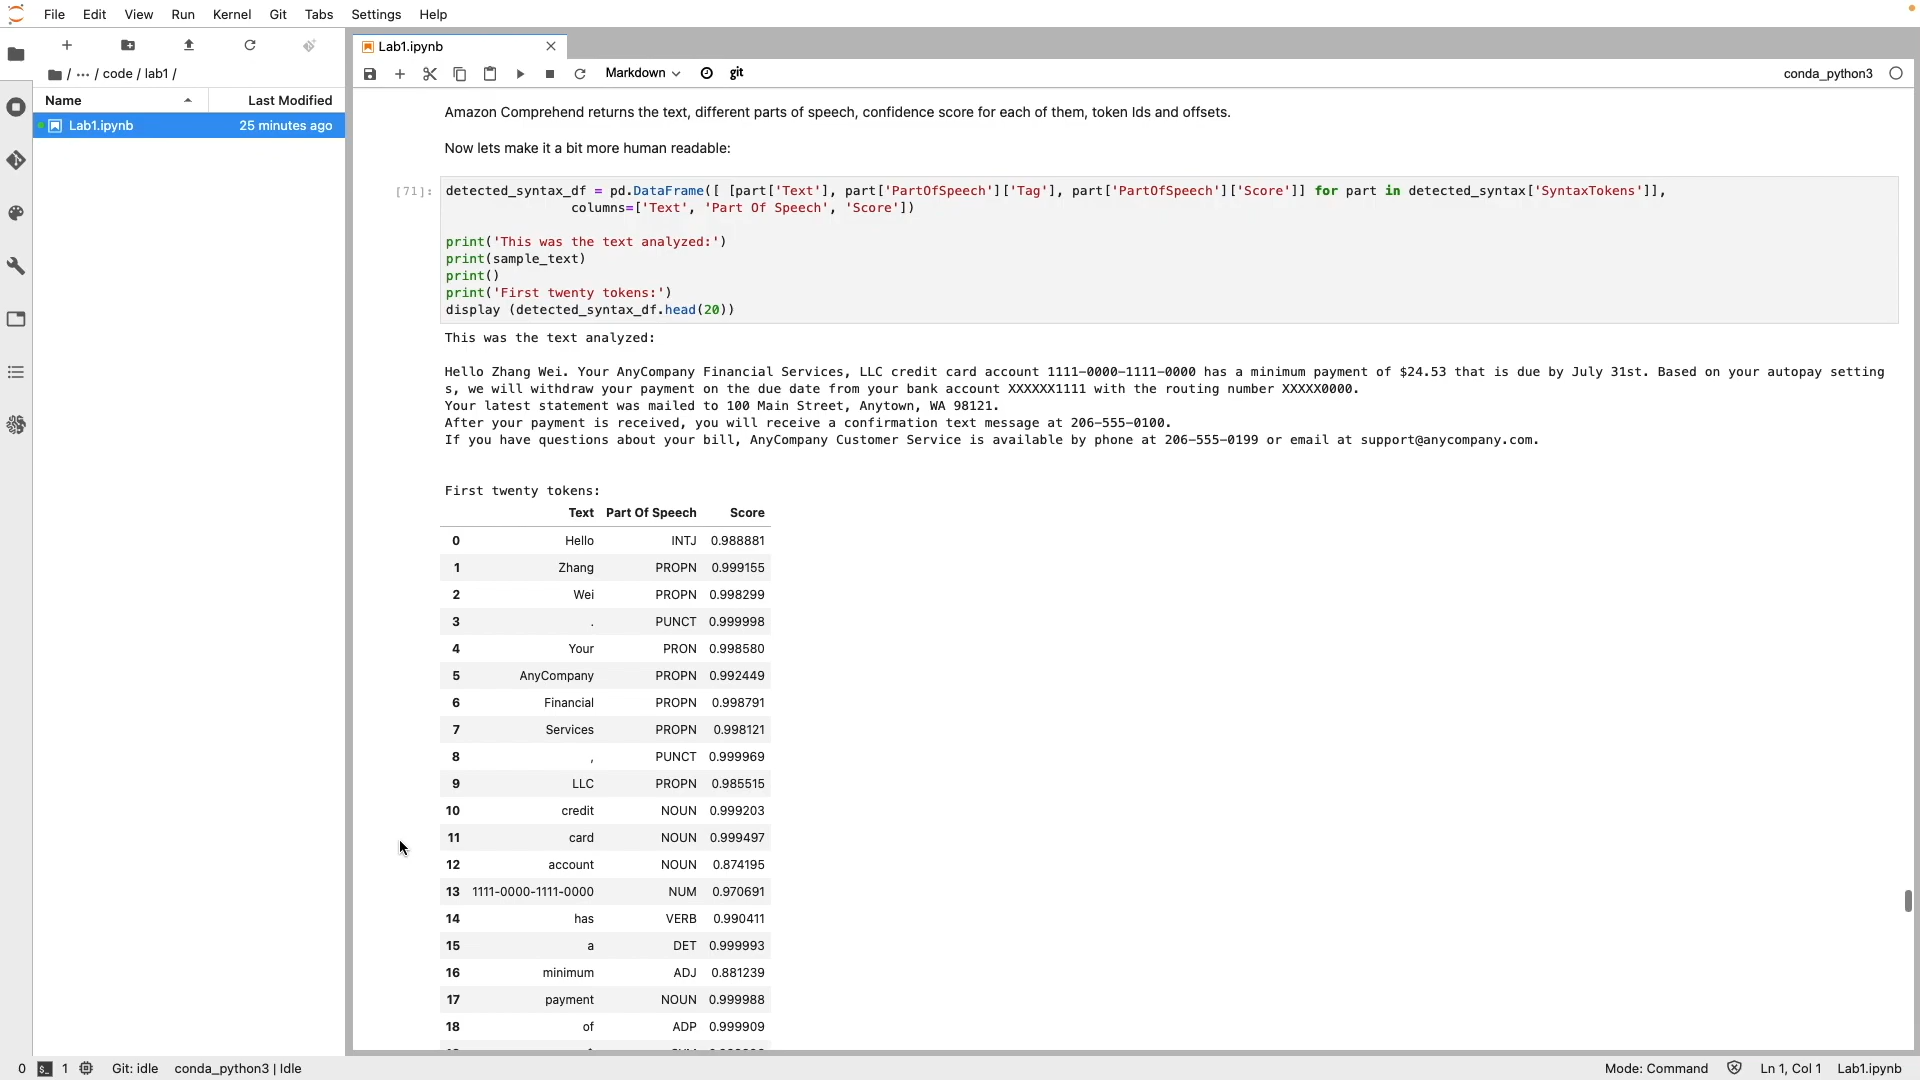 File Edit View Run Kernel Git Tabs Settings Help
/ ··· / code / lab1 /
Name Last Modified
Lab1.ipynb 25 minutes ago
Lab1.ipynb
Markdown git conda_python3
Amazon Comprehend returns the text, different parts of speech, confidence score for each of them, token Ids and offsets.
Now lets make it a bit more human readable:
[71]: detected_syntax_df = pd.DataFrame([ [part['Text'], part['PartOfSpeech']['Tag'], part['PartOfSpeech']['Score']] for part in detected_syntax['SyntaxTokens']],
columns=['Text', 'Part Of Speech', 'Score'])
print('This was the text analyzed:')
print(sample_text)
print()
print('First twenty tokens:')
display (detected_syntax_df.head(20))
This was the text analyzed:
Hello Zhang Wei. Your AnyCompany Financial Services, LLC credit card account 1111-0000-1111-0000 has a minimum payment of $24.53 that is due by July 31st. Based on your autopay setting
s, we will withdraw your payment on the due date from your bank account XXXXXX1111 with the routing number XXXXX0000.
Your latest statement was mailed to 100 Main Street, Anytown, WA 98121.
After your payment is received, you will receive a confirmation text message at 206-555-0100.
If you have questions about your bill, AnyCompany Customer Service is available by phone at 206-555-0199 or email at support@anycompany.com.
First twenty tokens:
Text Part Of Speech Score
0 Hello INTJ 0.988881
1 Zhang PROPN 0.999155
2 Wei PROPN 0.998299
3 . PUNCT 0.999998
4 Your PRON 0.998580
5 AnyCompany PROPN 0.992449
6 Financial PROPN 0.998791
7 Services PROPN 0.998121
8 , PUNCT 0.999969
9 LLC PROPN 0.985515
10 credit NOUN 0.999203
11 card NOUN 0.999497
12 account NOUN 0.874195
13 1111-0000-1111-0000 NUM 0.970691
14 has VERB 0.990411
15 a DET 0.999993
16 minimum ADJ 0.881239
17 payment NOUN 0.999988
18 of ADP 0.999909
0 1 Git: idle conda_python3 | Idle Mode: Command Ln 1, Col 1 Lab1.ipynb